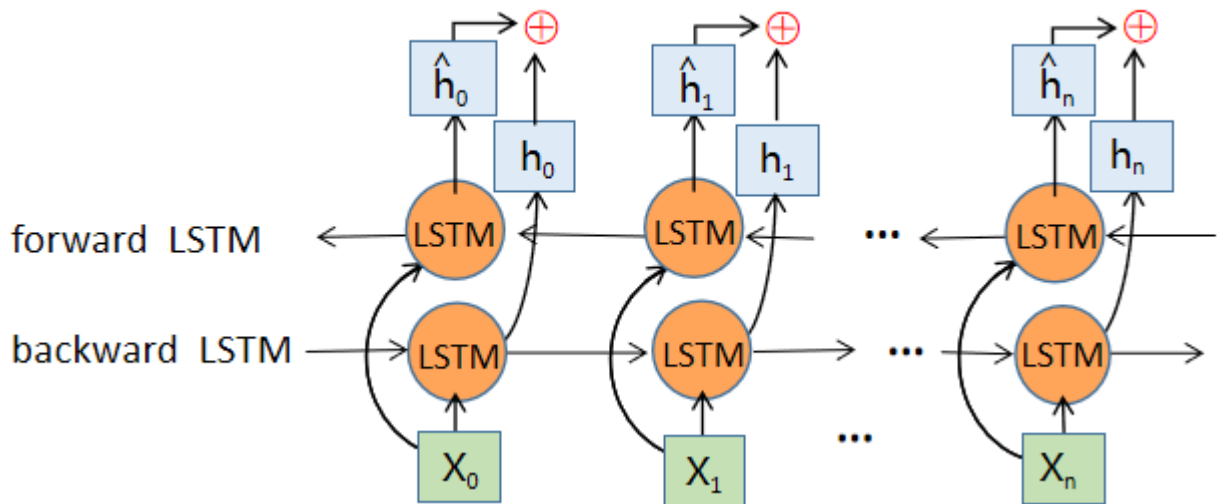 ĥ₀ ĥ₁ ĥₙ
h₀ h₁ hₙ
forward LSTM LSTM LSTM ... LSTM
backward LSTM LSTM LSTM ... LSTM
X₀ X₁ ... Xₙ